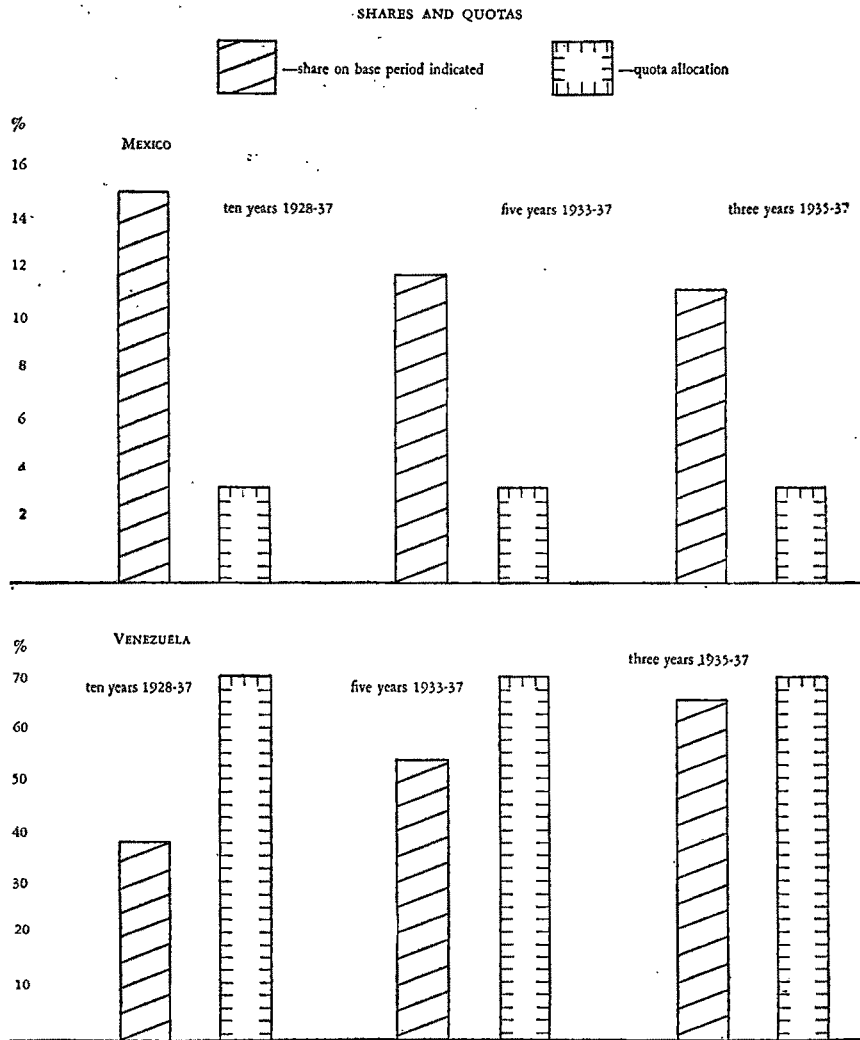 SHARES AND QUOTAS
—share on base period indicated
—quota allocation
%
MEXICO
16
ten years 1928-37
five years 1933-37
three years 1935-37
14
12
10
8
6
4
2
%
VENEZUELA
three years 1935-37
70
ten years 1928-37
five years 1933-37
60
50
40
30
20
10